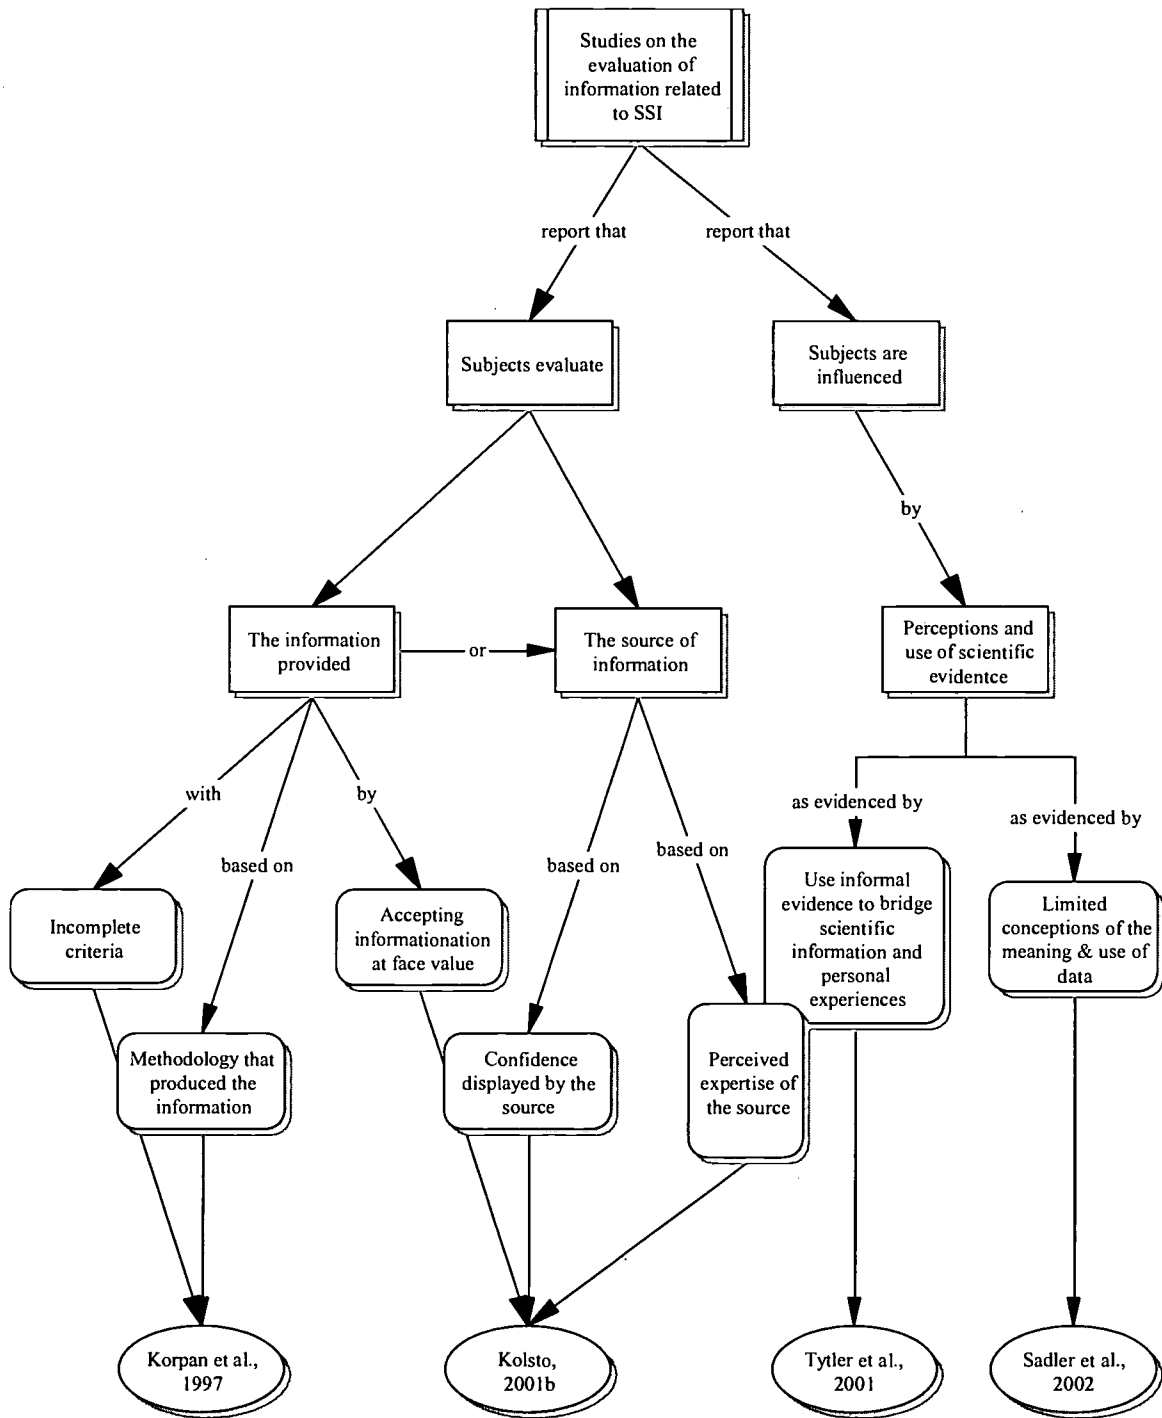 Studies on the
evaluation of
information related
to SSI
report that
report that
Subjects evaluate
Subjects are
influenced
by
The information
provided
or
The source of
information
Perceptions and
use of scientific
evidentce
with
by
based on
based on
based on
as evidenced by
as evidenced by
Incomplete
criteria
Accepting
informationation
at face value
Use informal
evidence to bridge
scientific
information and
personal
experiences
Limited
conceptions of the
meaning & use of
data
Methodology that
produced the
information
Confidence
displayed by the
source
Perceived
expertise of
the source
Korpan et al.,
1997
Kolsto,
2001b
Tytler et al.,
2001
Sadler et al.,
2002